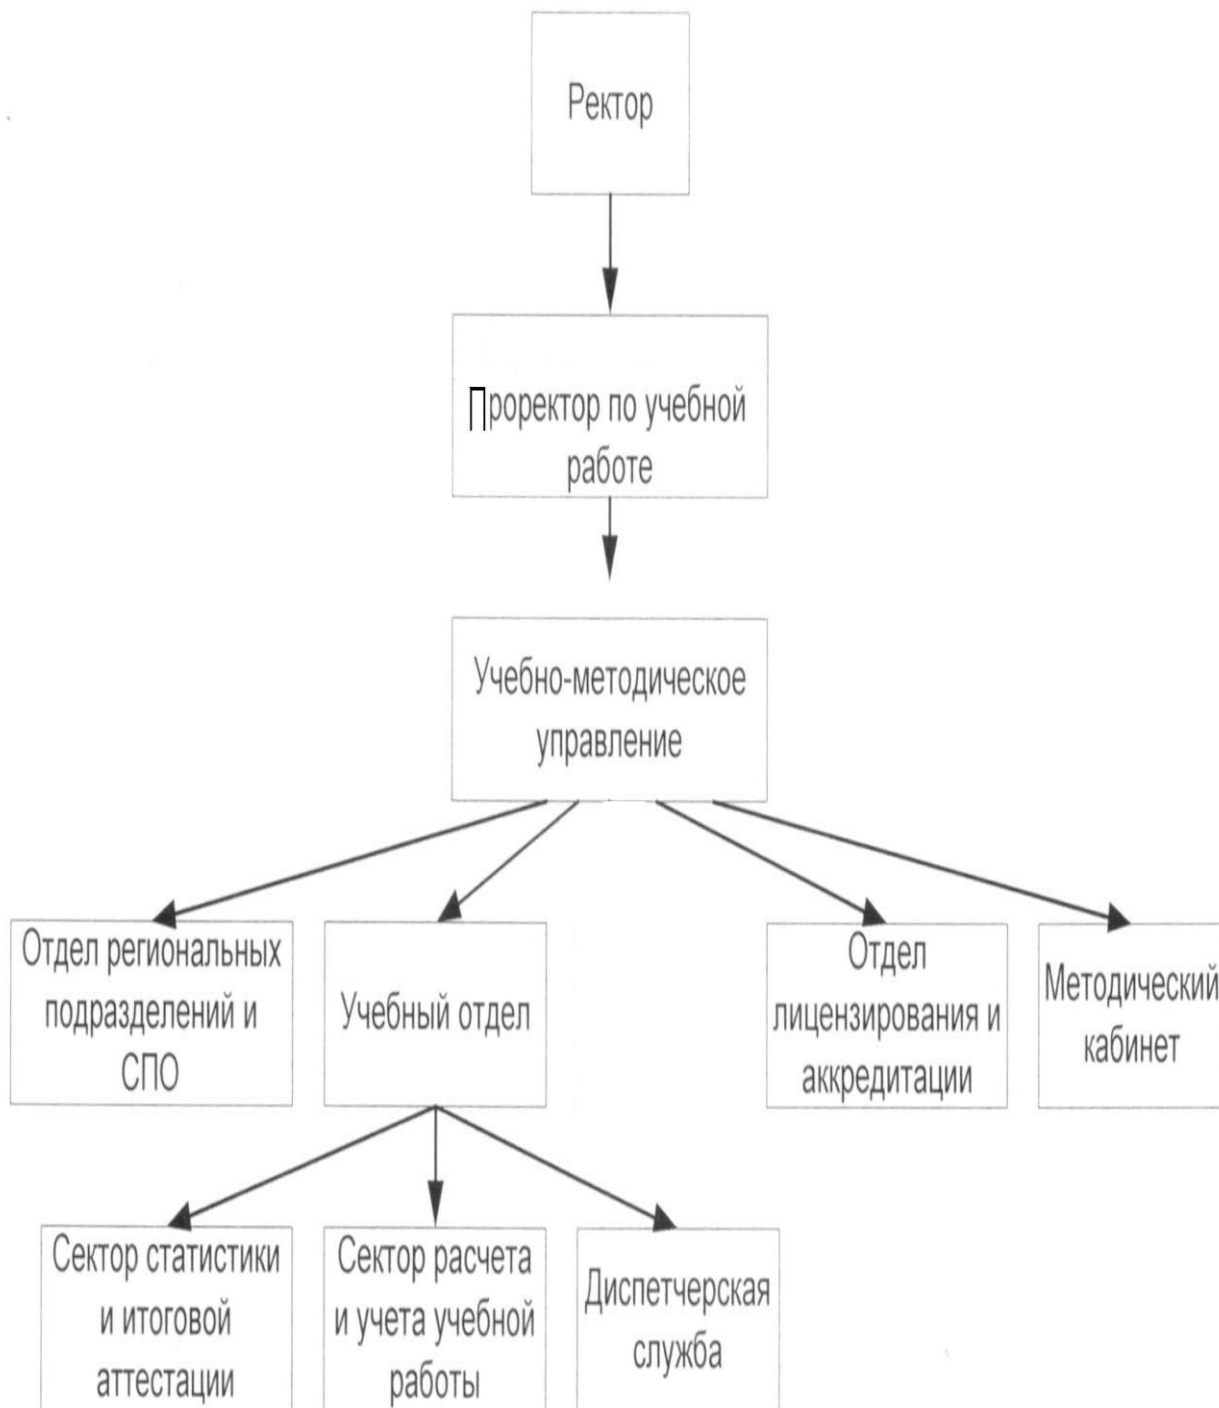 Ректор
Проректор по учебной
работе
Учебно-методическое
управление
Отдел региональных
подразделений и
СПО
Учебный отдел
Отдел
лицензирования и
аккредитации
Методический
кабинет
Сектор статистики
и итоговой
аттестации
Сектор расчета
и учета учебной
работы
Диспетчерская
служба